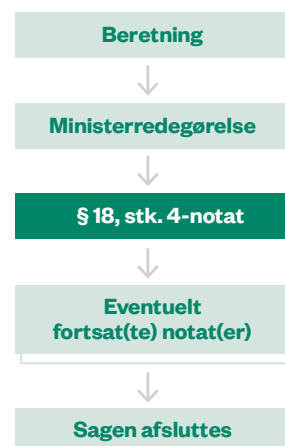 Beretning
Ministerredegørelse
§ 18, stk. 4-notat
Eventuelt
fortsat(te) notat(er)
Sagen afsluttes